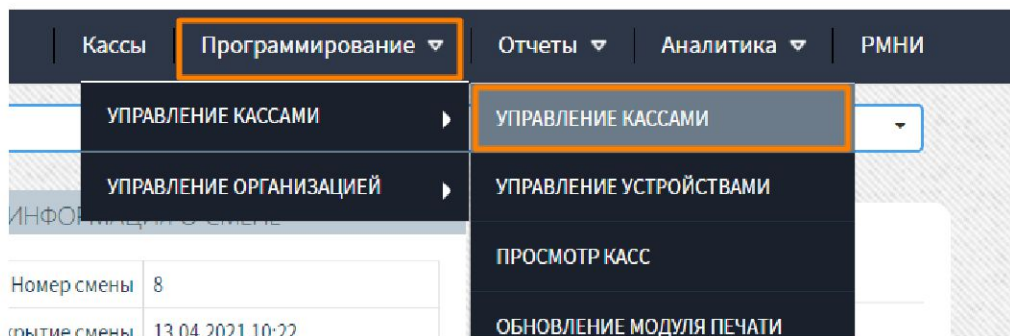 Кассы Программирование Отчеты Аналитика РМНИ
УПРАВЛЕНИЕ КАССАМИ
УПРАВЛЕНИЕ ОРГАНИЗАЦИЕЙ
УПРАВЛЕНИЕ КАССАМИ
УПРАВЛЕНИЕ УСТРОЙСТВАМИ
ПРОСМОТР КАСС
ОБНОВЛЕНИЕ МОДУЛЯ ПЕЧАТИ
Номер смены 8
смены 13.04.2021 10:22